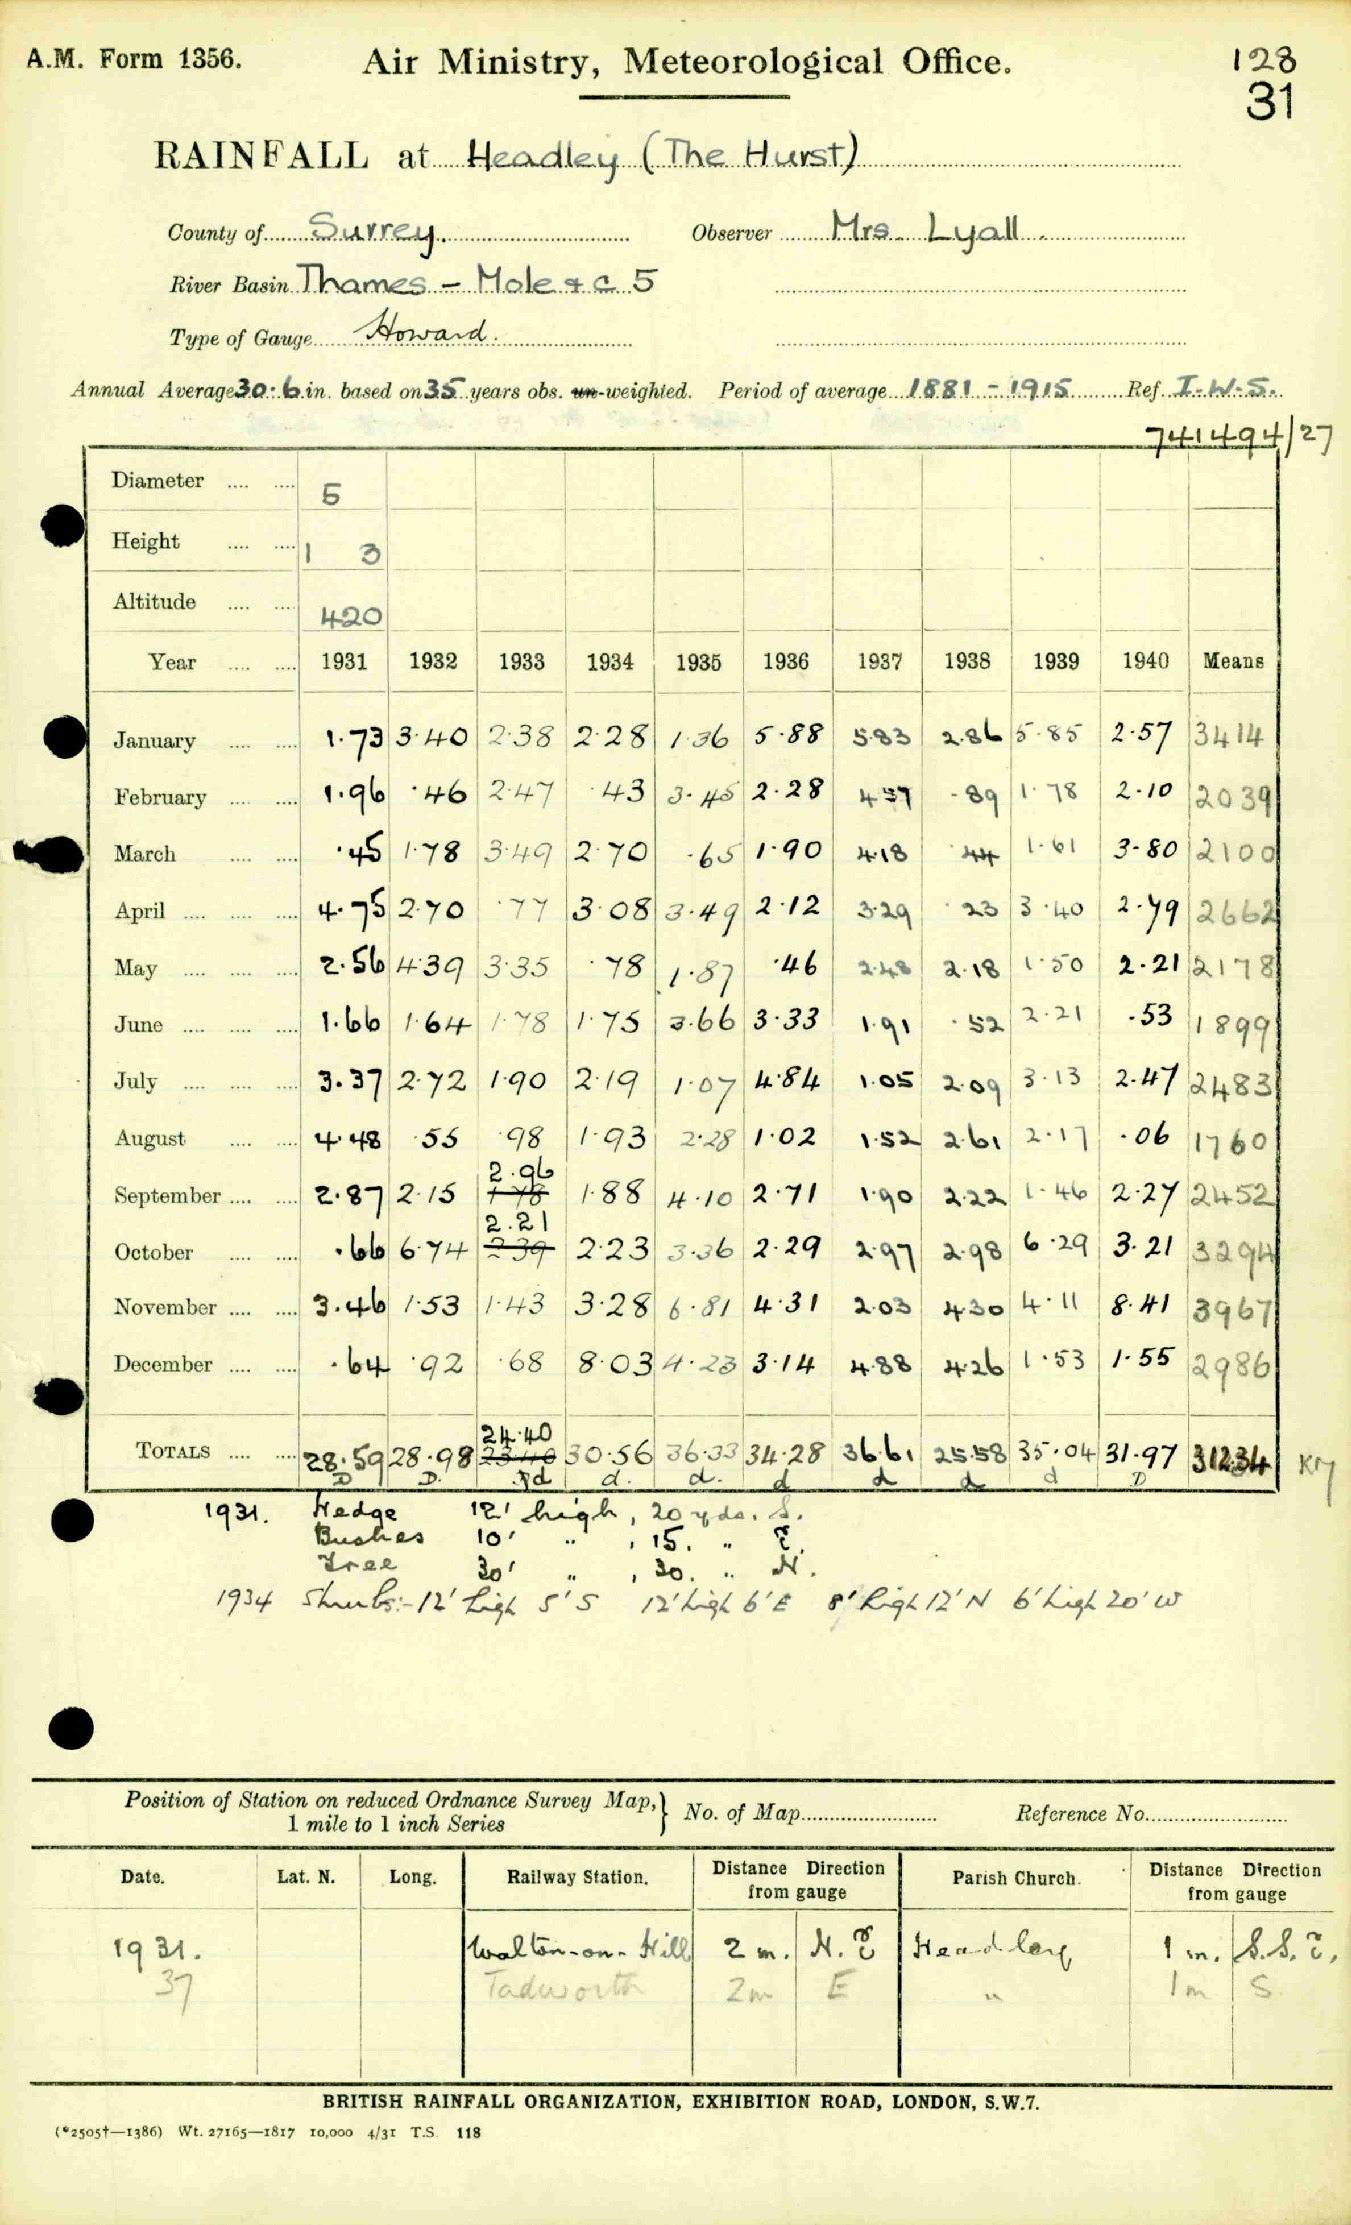 A.M. Form 1356.
Air Ministry, Meteorological Office.
128
31
RAINFALL at Headley (The Hurst)
County of Surrey. Observer Mrs. Lyall.
River Basin Thames - Mole & c 5
Type of Gauge Howard.
Annual Average 30.6 in. based on 35 years obs. un-weighted. Period of average 1881 - 1915 Ref. I.W.S.
741494/27
Diameter .... .... 5
Height .... .... 1 3
Altitude .... .... 420
Year .... .... 1931 1932 1933 1934 1935 1936 1937 1938 1939 1940 Means
January .... .... 1.73 3.40 2.38 2.28 1.36 5.88 5.83 2.86 5.85 2.57 3414
February .... .... 1.96 .46 2.47 .43 3.45 2.28 4.57 .89 1.78 2.10 2039
March .... .... .45 1.78 3.49 2.70 .65 1.90 4.18 .44 1.61 3.80 2100
April .... .... .... 4.75 2.70 .77 3.08 3.49 2.12 3.29 .23 3.40 2.79 2662
May .... .... .... 2.56 4.39 3.35 .78 1.87 .46 2.48 2.18 1.50 2.21 2178
June .... .... .... 1.66 1.64 1.78 1.75 3.66 3.33 1.91 .52 2.21 .53 1899
July .... .... .... 3.37 2.72 1.90 2.19 1.07 4.84 1.05 2.09 3.13 2.47 2483
August .... .... 4.48 .55 .98 1.93 2.28 1.02 1.52 2.61 2.17 .06 1760
2.96
September .... .... 2.87 2.15 1.78 1.88 4.10 2.71 1.90 2.22 1.46 2.27 2452
2.21
October .... .... .66 6.74 2.39 2.23 3.36 2.29 2.97 2.98 6.29 3.21 3294
November .... .... 3.46 1.53 1.43 3.28 6.81 4.31 2.03 4.30 4.11 8.41 3967
December .... .... .64 .92 .68 8.03 4.23 3.14 4.88 4.26 1.53 1.55 2986
24.40
TOTALS .... .... 28.59 28.98 23.40 30.56 36.33 34.28 36.61 25.58 35.04 31.97 31234
D D. d d. d. d d d d D
1931. Hedge 12' high, 20 yds. S.
Bushes 10' " , 15. " E.
Tree 30' " , 30. " N.
1934 Shrubs:- 12' high 5' S 12' high 6' E 8' high 12' N 6' high 20' W
Position of Station on reduced Ordnance Survey Map,
1 mile to 1 inch Series
No. of Map
Reference No.
Date. Lat. N. Long. Railway Station. Distance Direction from gauge Parish Church. Distance Direction from gauge
1931. Walton-on-Hill 2 m. N.E Headley 1 m. S.S.E.
37 Tadworth 2m E " 1m S.
BRITISH RAINFALL ORGANIZATION, EXHIBITION ROAD, LONDON, S.W.7.
(*2505†—1386) Wt. 27165—1817 10,000 4/31 T.S. 118